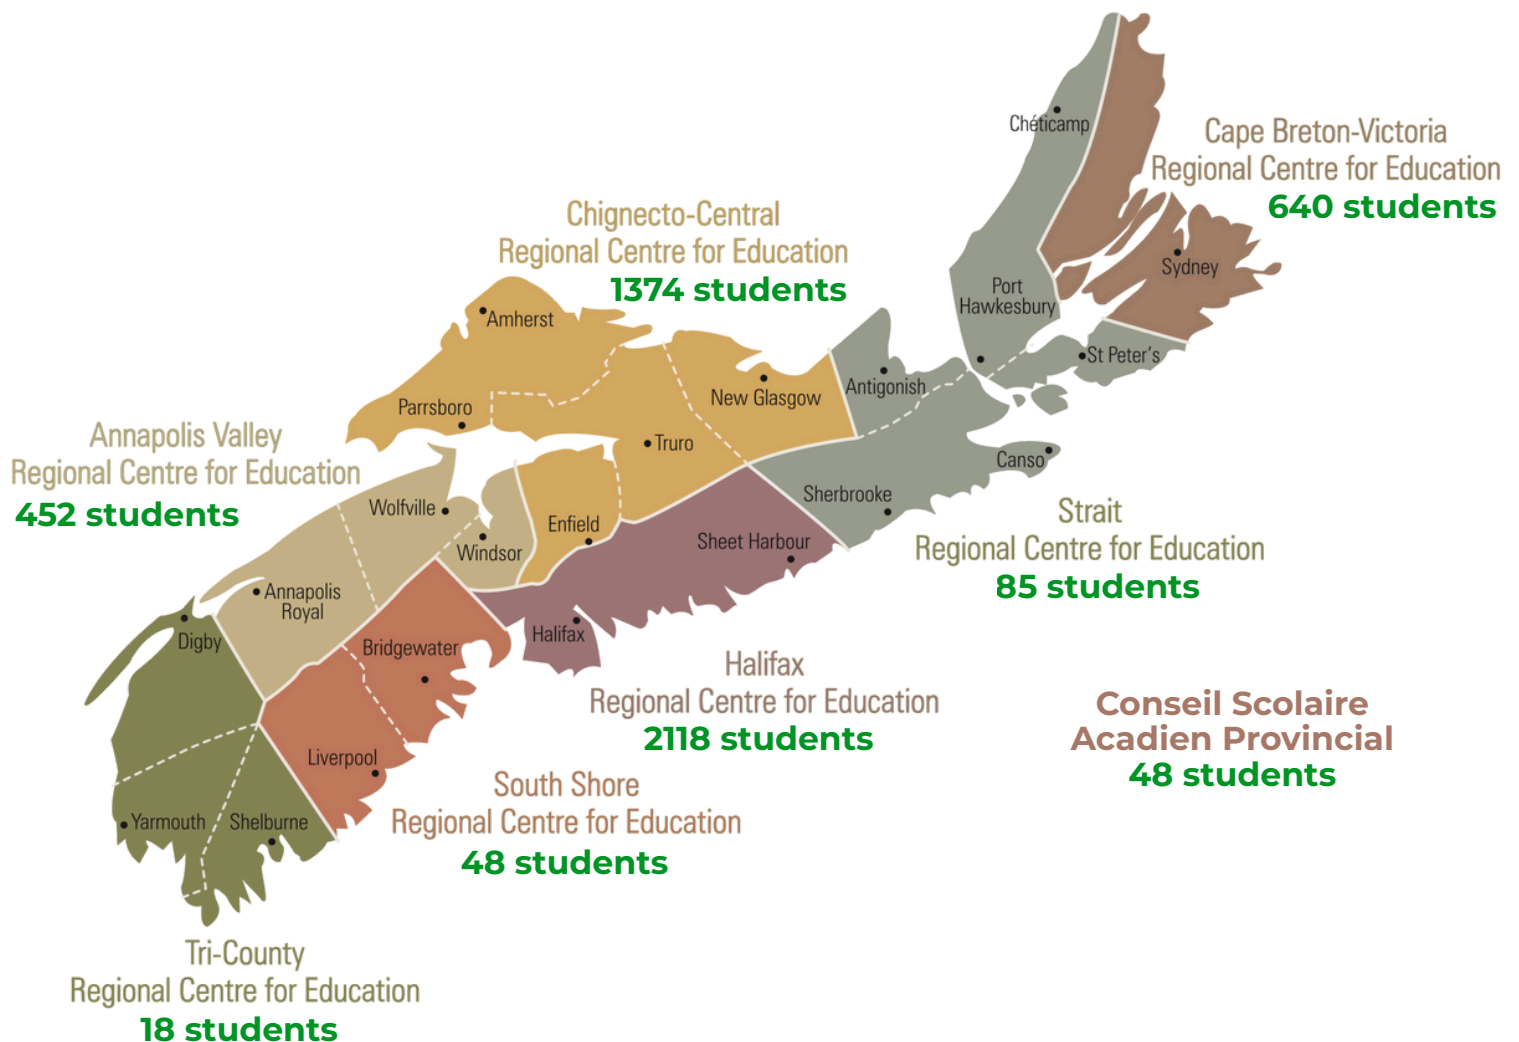 Chéticamp
Cape Breton-Victoria
Regional Centre for Education
640 students
Chignecto-Central
Regional Centre for Education
1374 students
Sydney
Port
Hawkesbury
Amherst
St Peter's
Antigonish
New Glasgow
Parrsboro
Truro
Annapolis Valley
Regional Centre for Education
452 students
Canso
Sherbrooke
Wolfville
Enfield
Windsor
Sheet Harbour
Strait
Regional Centre for Education
85 students
Annapolis
Royal
Digby
Bridgewater
Halifax
Halifax
Regional Centre for Education
2118 students
Conseil Scolaire
Acadien Provincial
48 students
Liverpool
South Shore
Regional Centre for Education
48 students
Yarmouth
Shelburne
Tri-County
Regional Centre for Education
18 students